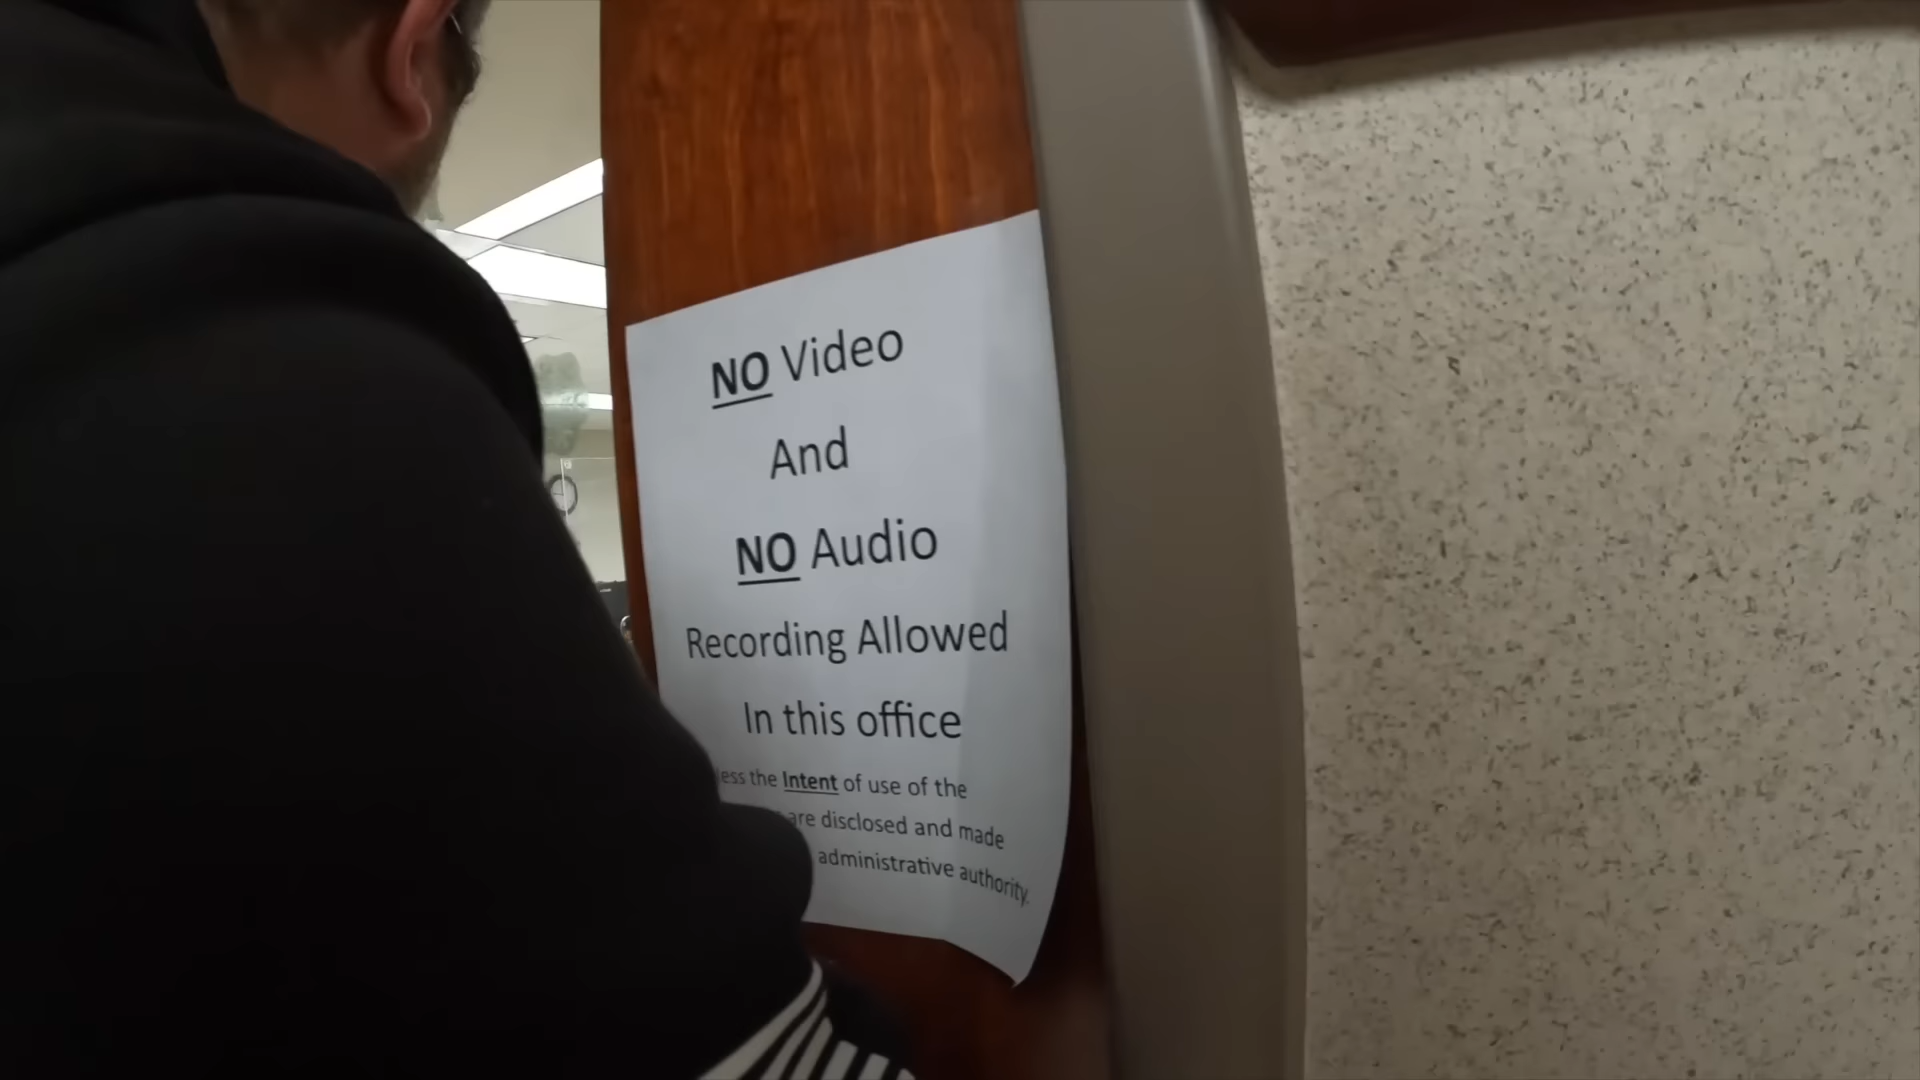 NO Video
And
NO Audio
Recording Allowed
In this office
the Intent of use of the
are disclosed and made
administrative authority.